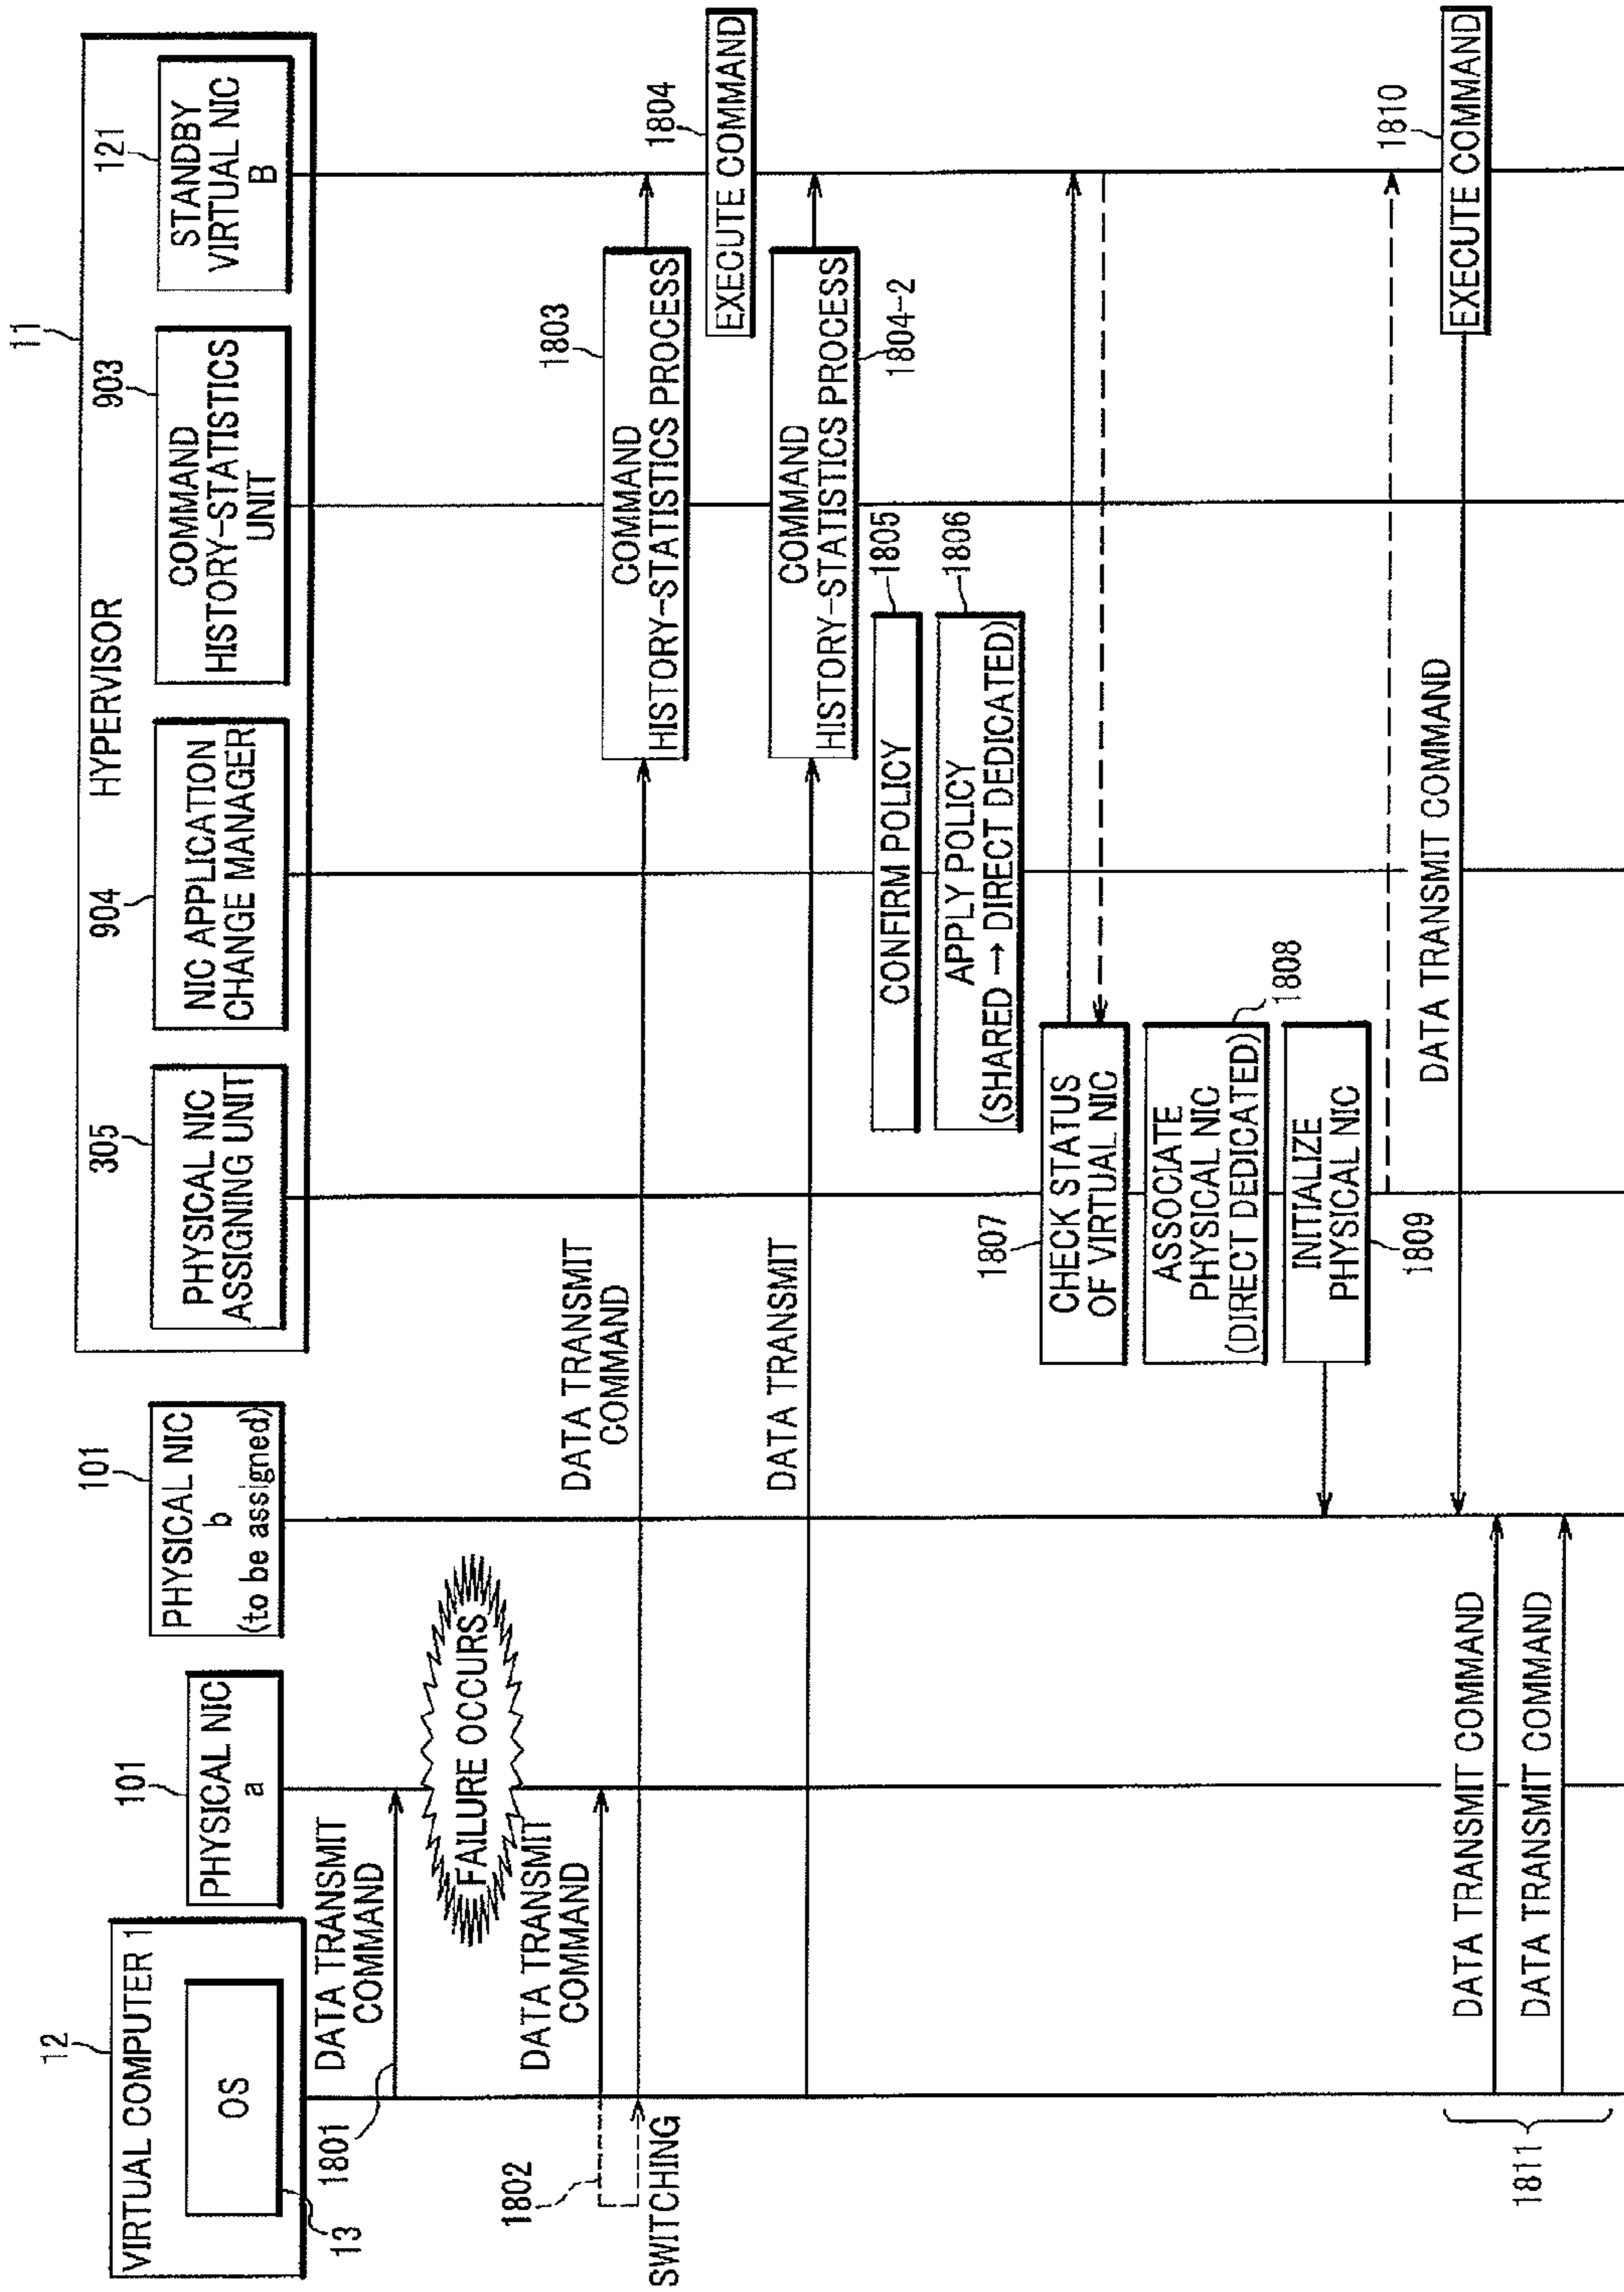 12
VIRTUAL COMPUTER 1
OS
13
101
PHYSICAL NIC
a
101
PHYSICAL NIC
b
(to be assigned)
11
HYPERVISOR
305
PHYSICAL NIC
ASSIGNING UNIT
904
NIC APPLICATION
CHANGE MANAGER
903
COMMAND
HISTORY-STATISTICS
UNIT
121
STANDBY
VIRTUAL NIC
B
1801
DATA TRANSMIT
COMMAND
FAILURE OCCURS
1802
SWITCHING
DATA TRANSMIT
COMMAND
DATA TRANSMIT
COMMAND
1803
COMMAND
HISTORY-STATISTICS PROCESS
1804
EXECUTE COMMAND
DATA TRANSMIT
COMMAND
HISTORY-STATISTICS PROCESS
1804-2
1805
CONFIRM POLICY
1806
APPLY POLICY
(SHARED → DIRECT DEDICATED)
1807
CHECK STATUS
OF VIRTUAL NIC
1808
ASSOCIATE
PHYSICAL NIC
(DIRECT DEDICATED)
INITIALIZE
PHYSICAL NIC
1809
1810
EXECUTE COMMAND
DATA TRANSMIT COMMAND
1811
DATA TRANSMIT COMMAND
DATA TRANSMIT COMMAND